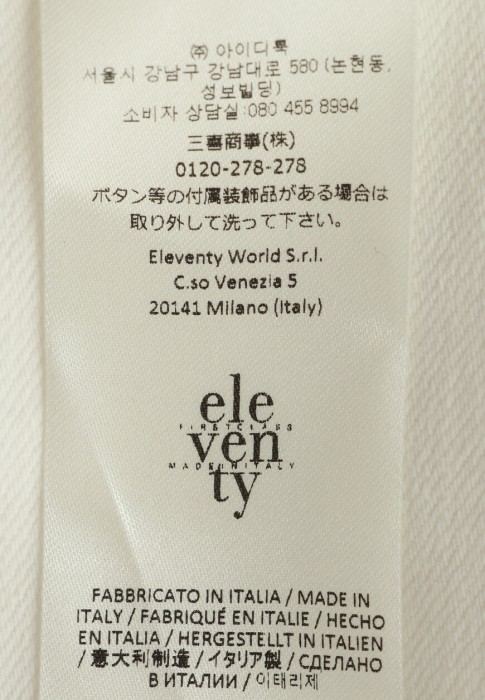 ㈜ 아이디룩
서울시 강남구 강남대로 580 (논현동,
성보빌딩)
소비자 상담실:080 455 8994
三喜商事(株)
0120-278-278
ボタン等の付属装飾品がある場合は
取り外して洗って下さい。
Eleventy World S.r.l.
C.so Venezia 5
20141 Milano (Italy)
ele
FIRSTCLASS
ven
MADEINITALY
ty
FABBRICATO IN ITALIA / MADE IN
ITALY / FABRIQUÉ EN ITALIE / HECHO
EN ITALIA / HERGESTELLT IN ITALIEN
/ 意大利制造 / イタリア製 / СДЕЛАНО
В ИТАЛИИ / 이태리제